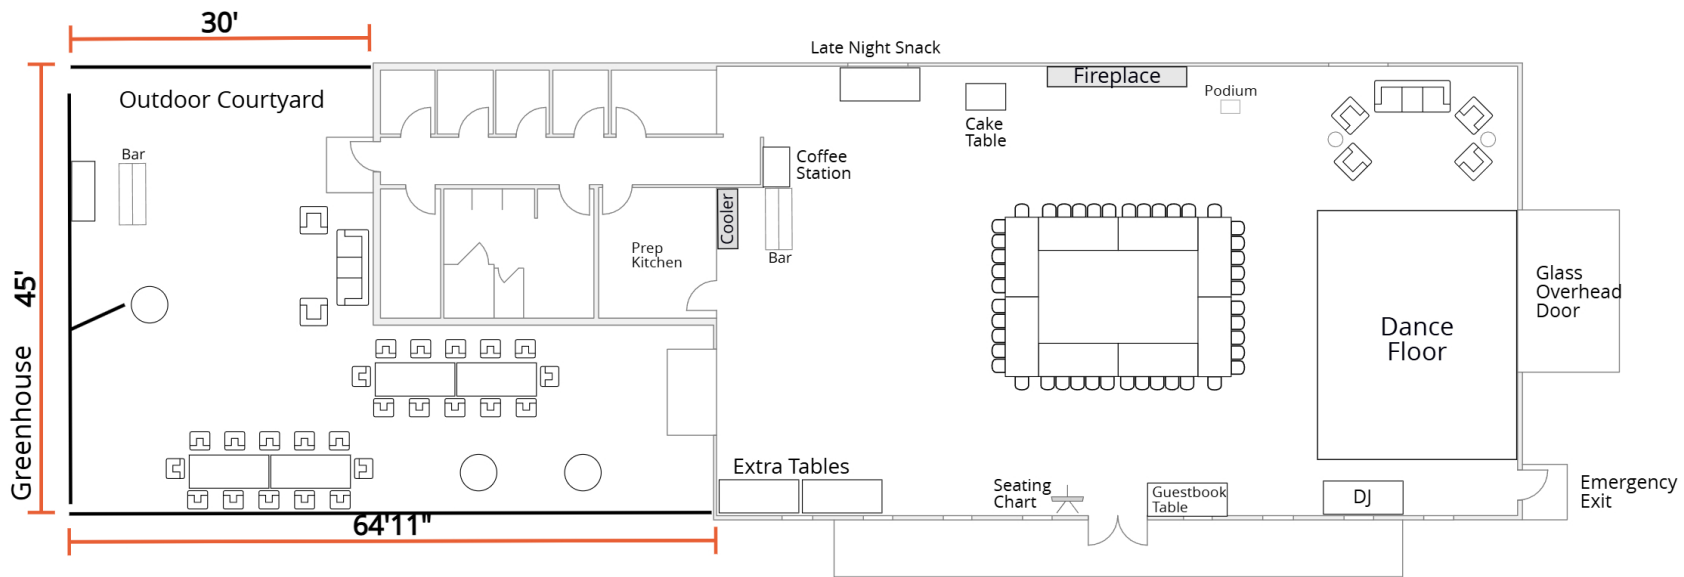 30'
Late Night Snack
Fireplace
Outdoor Courtyard
Podium
Cake
Table
Bar
Coffee
Station
Cooler
Prep
Kitchen
Bar
Glass
Overhead
Door
45'
Dance
Floor
Greenhouse
Extra Tables
Seating
Chart
Guestbook
Table
DJ
Emergency
Exit
64'11"